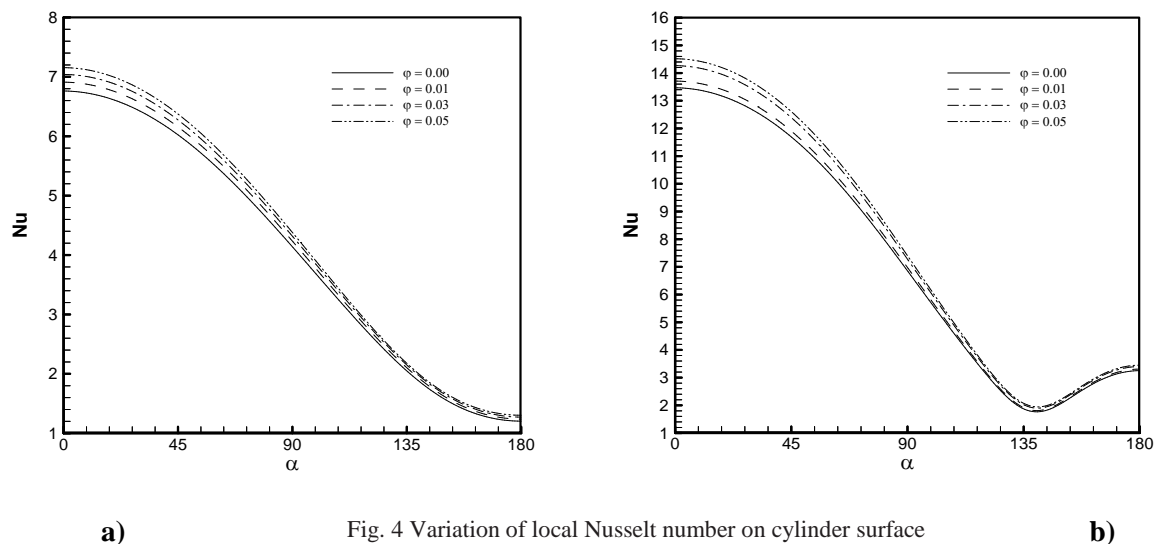 8
7
6
5
4
3
2
1
Nu
0 45 90 135 180
α
φ = 0.00
φ = 0.01
φ = 0.03
φ = 0.05
16
15
14
13
12
11
10
9
8
7
6
5
4
3
2
1
Nu
0 45 90 135 180
α
φ = 0.00
φ = 0.01
φ = 0.03
φ = 0.05
a) Fig. 4 Variation of local Nusselt number on cylinder surface b)